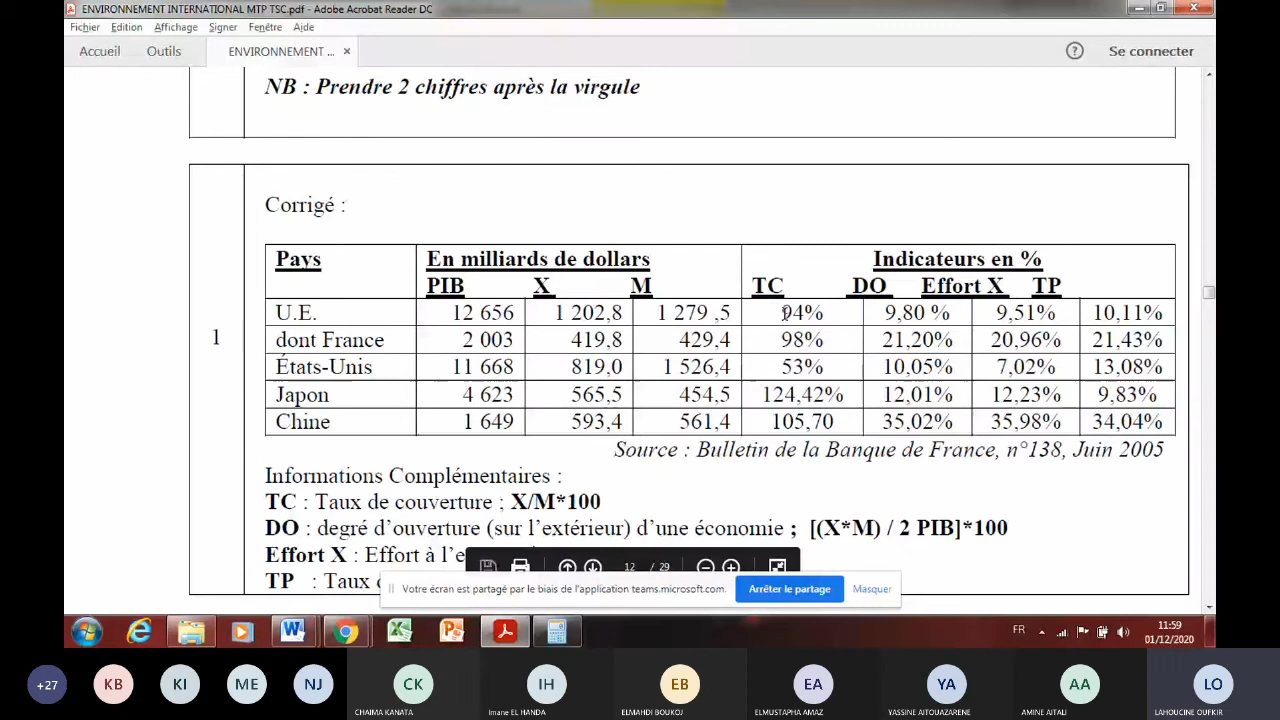 ENVIRONNEMENT INTERNATIONAL MTP TSC.pdf - Adobe Acrobat Reader DC
Fichier Edition Affichage Signer Fenêtre Aide
Accueil Outils ENVIRONNEMENT ... × ? Se connecter
NB : Prendre 2 chiffres après la virgule
Corrigé :
Pays En milliards de dollars Indicateurs en %
PIB X M TC DO Effort X TP
U.E. 12 656 1 202,8 1 279 ,5 94% 9,80 % 9,51% 10,11%
dont France 2 003 419,8 429,4 98% 21,20% 20,96% 21,43%
1
États-Unis 11 668 819,0 1 526,4 53% 10,05% 7,02% 13,08%
Japon 4 623 565,5 454,5 124,42% 12,01% 12,23% 9,83%
Chine 1 649 593,4 561,4 105,70 35,02% 35,98% 34,04%
Source : Bulletin de la Banque de France, n°138, Juin 2005
Informations Complémentaires :
TC : Taux de couverture ; X/M*100
DO : degré d'ouverture (sur l'extérieur) d'une économie ; [(X*M) / 2 PIB]*100
Effort X : Effort à
12 / 29
TP : Taux
Votre écran est partagé par le biais de l'application teams.microsoft.com. Arrêter le partage Masquer
FR 11:59
01/12/2020
+27 KB KI ME NJ CK IH EB EA YA AA LO
CHAIMA KANATA Imane EL HANDA ELMAHDI BOUKOJ ELMUSTAPHA AMAZ YASSINE AITOUAZARENE AMINE AITALI LAHOUCINE OUFKIR